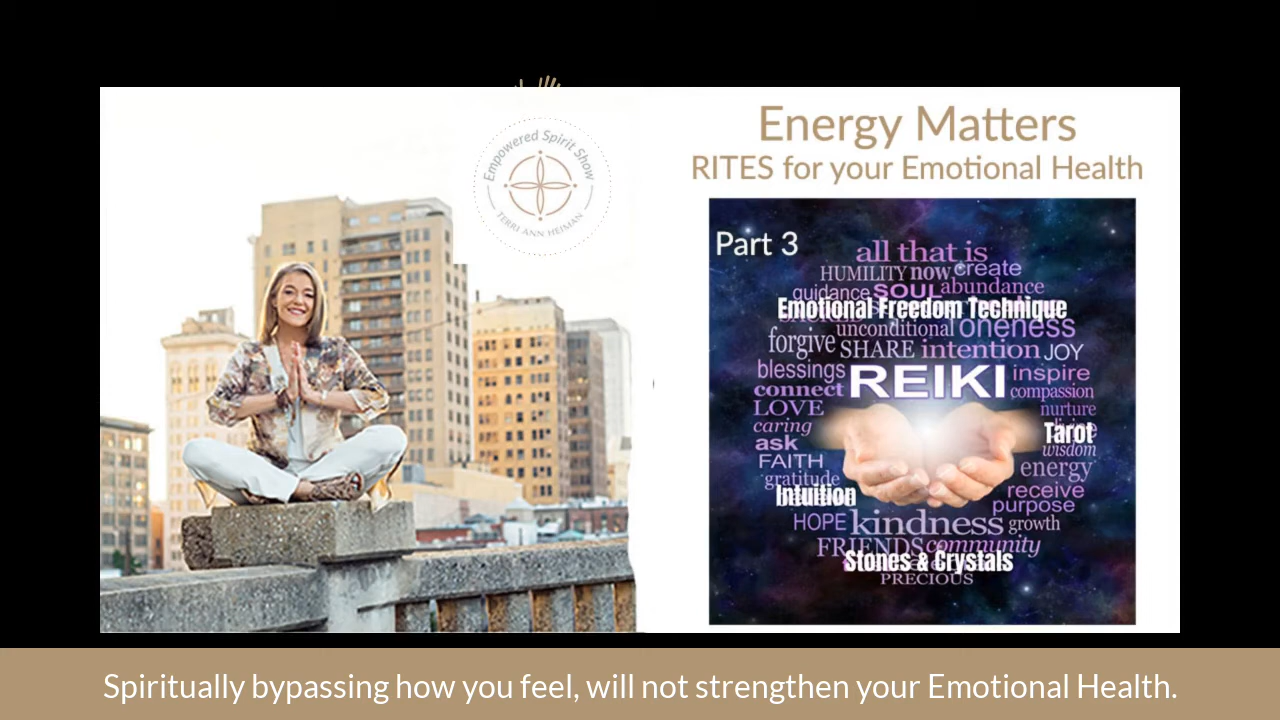 Empowered Spirit Show
TERRI ANN HEIMAN
Energy Matters
RITES for your Emotional Health
Part 3
all that is
HUMILITY now create
guidance SOUL abundance
Emotional Freedom Technique
unconditional oneness
forgive SHARE intention JOY
blessings REIKI inspire
connect compassion
LOVE nurture
caring Tarot
ask wisdom
FAITH energy
gratitude receive
Intuition purpose
HOPE kindness growth
FRIENDS community
Stones & Crystals
PRECIOUS
Spiritually bypassing how you feel, will not strengthen your Emotional Health.